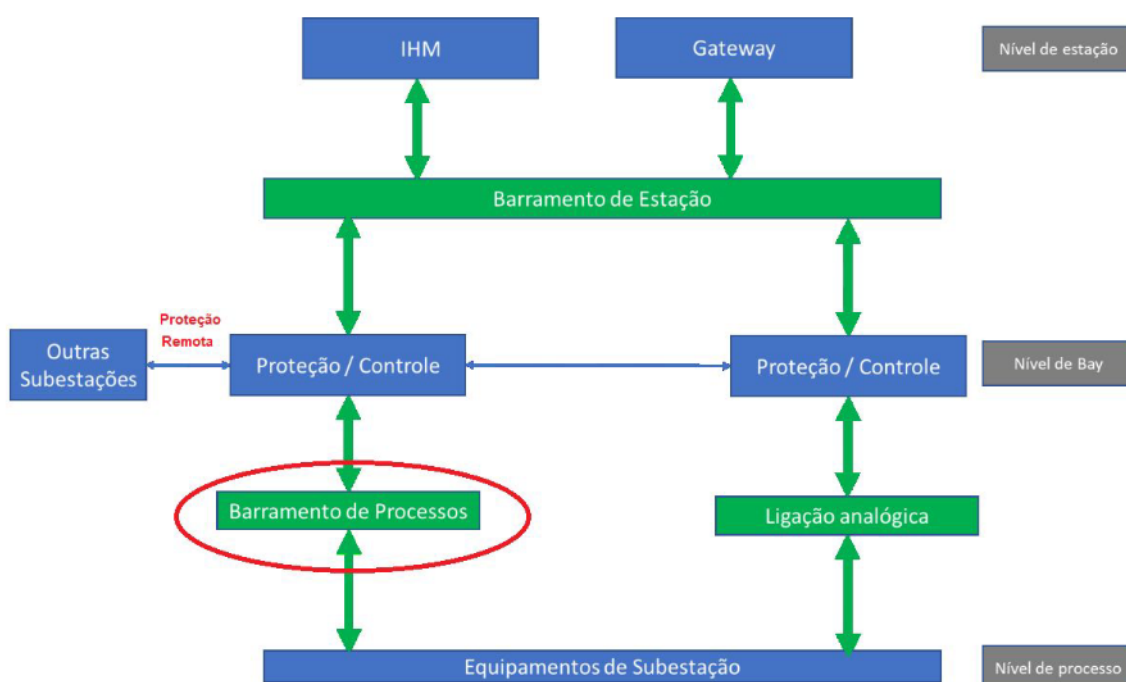 IHM
Gateway
Nível de estação
Barramento de Estação
Proteção
Remota
Outras
Subestações
Proteção / Controle
Proteção / Controle
Nível de Bay
Barramento de Processos
Ligação analógica
Equipamentos de Subestação
Nível de processo